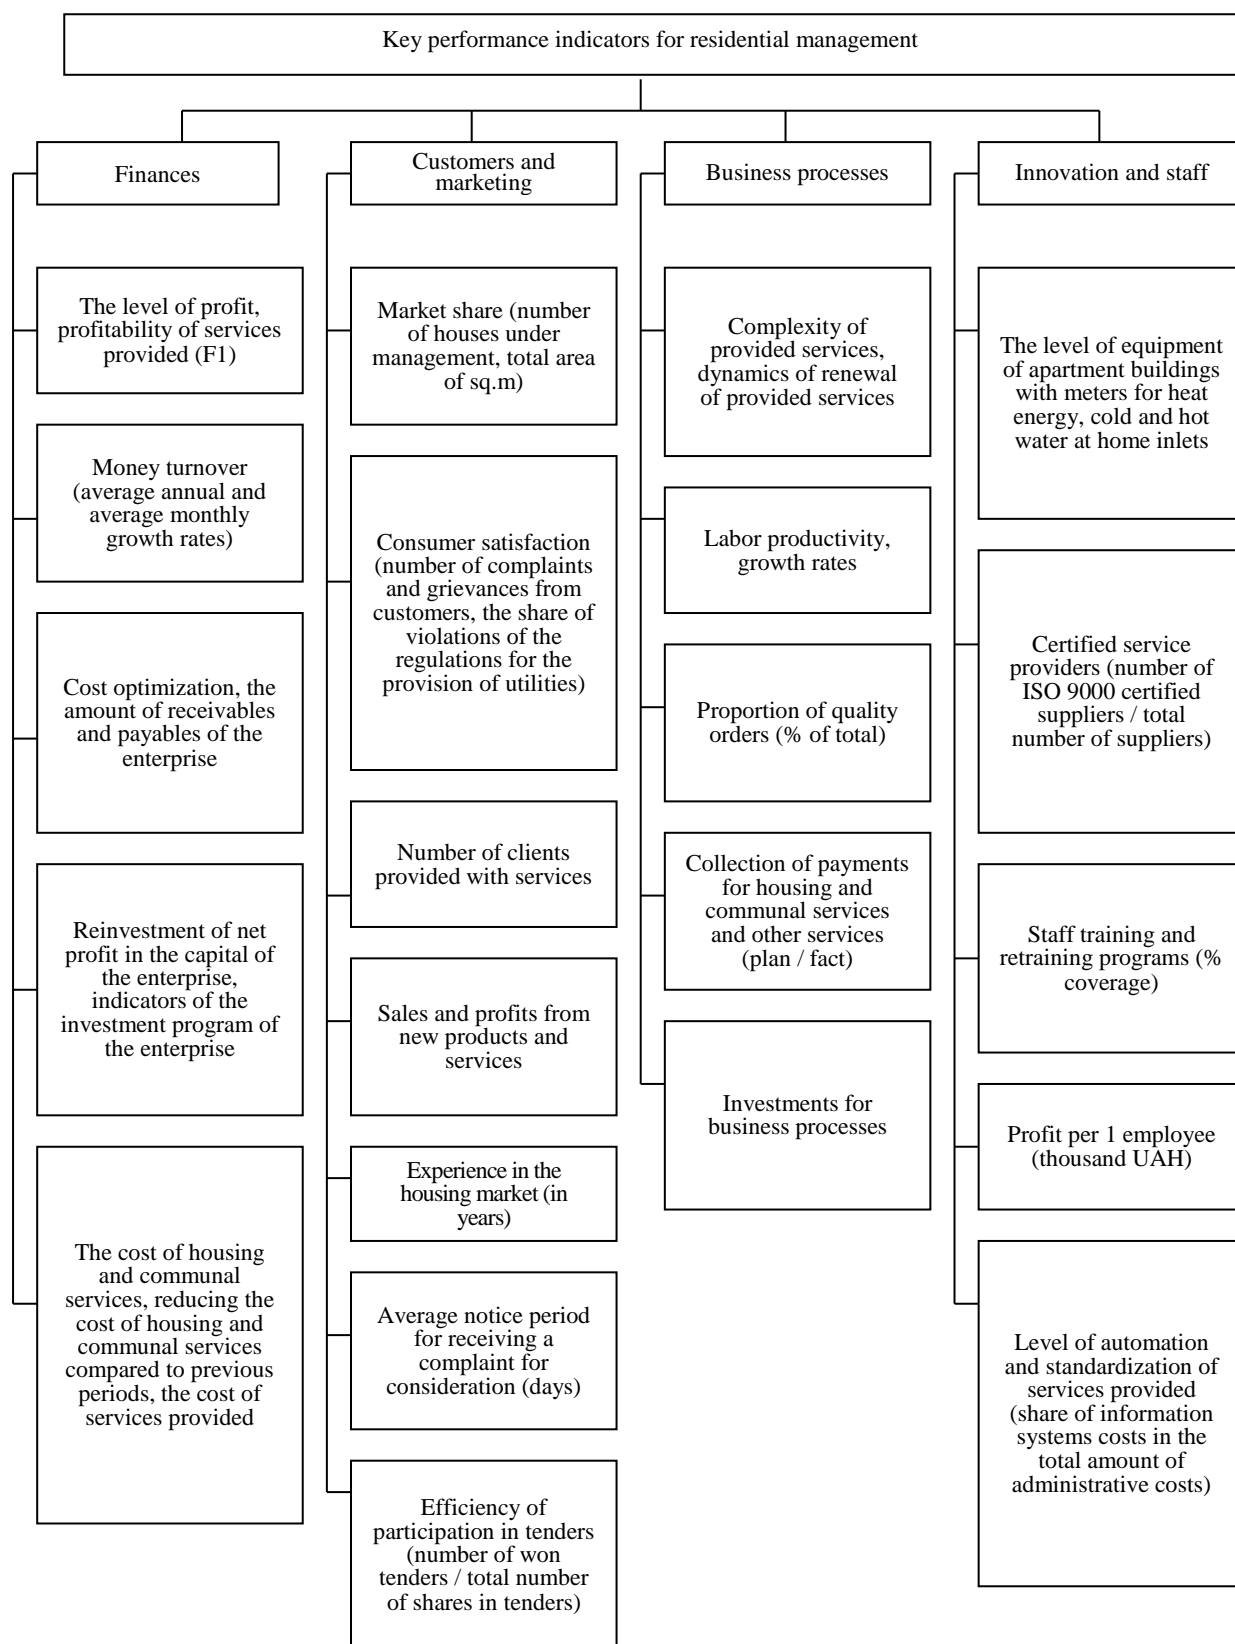 Key performance indicators for residential management
Finances
The level of profit,
profitability of services
provided (F1)
Money turnover
(average annual and
average monthly
growth rates)
Cost optimization, the
amount of receivables
and payables of the
enterprise
Reinvestment of net
profit in the capital of
the enterprise,
indicators of the
investment program of
the enterprise
The cost of housing
and communal
services, reducing the
cost of housing and
communal services
compared to previous
periods, the cost of
services provided
Customers and
marketing
Market share (number
of houses under
management, total area
of sq.m)
Consumer satisfaction
(number of complaints
and grievances from
customers, the share of
violations of the
regulations for the
provision of utilities)
Number of clients
provided with services
Sales and profits from
new products and
services
Experience in the
housing market (in
years)
Average notice period
for receiving a
complaint for
consideration (days)
Efficiency of
participation in tenders
(number of won
tenders / total number
of shares in tenders)
Business processes
Complexity of
provided services,
dynamics of renewal
of provided services
Labor productivity,
growth rates
Proportion of quality
orders (% of total)
Collection of payments
for housing and
communal services
and other services
(plan / fact)
Investments for
business processes
Innovation and staff
The level of equipment
of apartment buildings
with meters for heat
energy, cold and hot
water at home inlets
Certified service
providers (number of
ISO 9000 certified
suppliers / total
number of suppliers)
Staff training and
retraining programs (%
coverage)
Profit per 1 employee
(thousand UAH)
Level of automation
and standardization of
services provided
(share of information
systems costs in the
total amount of
administrative costs)